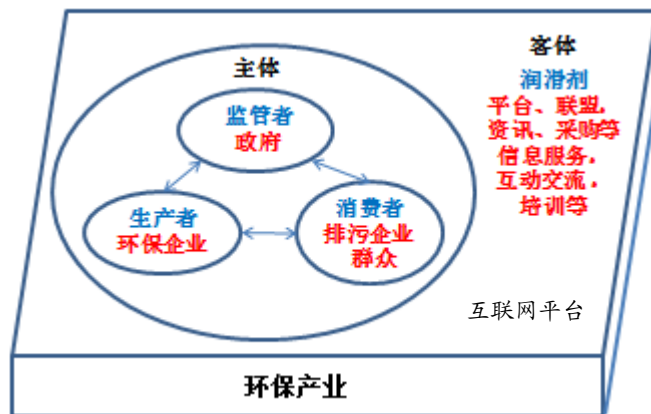 主体
监管者
政府
生产者
环保企业
消费者
排污企业
群众
客体
润滑剂
平台、联盟,
资讯、采购等
信息服务,
互动交流,
培训等
互联网平台
环保产业